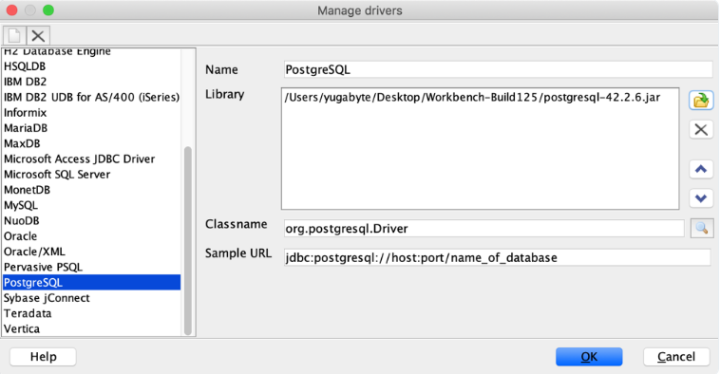 Manage drivers
H2 Database Engine
HSQLDB
IBM DB2
IBM DB2 UDB for AS/400 (iSeries)
Informix
MariaDB
MaxDB
Microsoft Access JDBC Driver
Microsoft SQL Server
MonetDB
MySQL
NuoDB
Oracle
Oracle/XML
Pervasive PSQL
PostgreSQL
Sybase jConnect
Teradata
Vertica
Name PostgreSQL
Library /Users/yugabyte/Desktop/Workbench-Build125/postgresql-42.2.6.jar
Classname org.postgresql.Driver
Sample URL jdbc:postgresql://host:port/name_of_database
Help OK Cancel